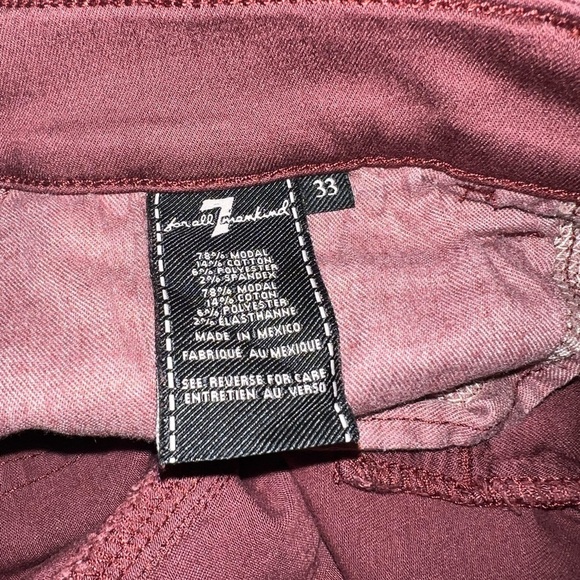 33
7
for all mankind
78% MODAL
14% COTTON
6% POLYESTER
2% SPANDEX
78% MODAL
14% COTON
6% POLYESTER
2% ELASTHANNE
MADE IN MEXICO
FABRIQUÉ AU MEXIQUE
SEE REVERSE FOR CARE
ENTRETIEN AU VERSO